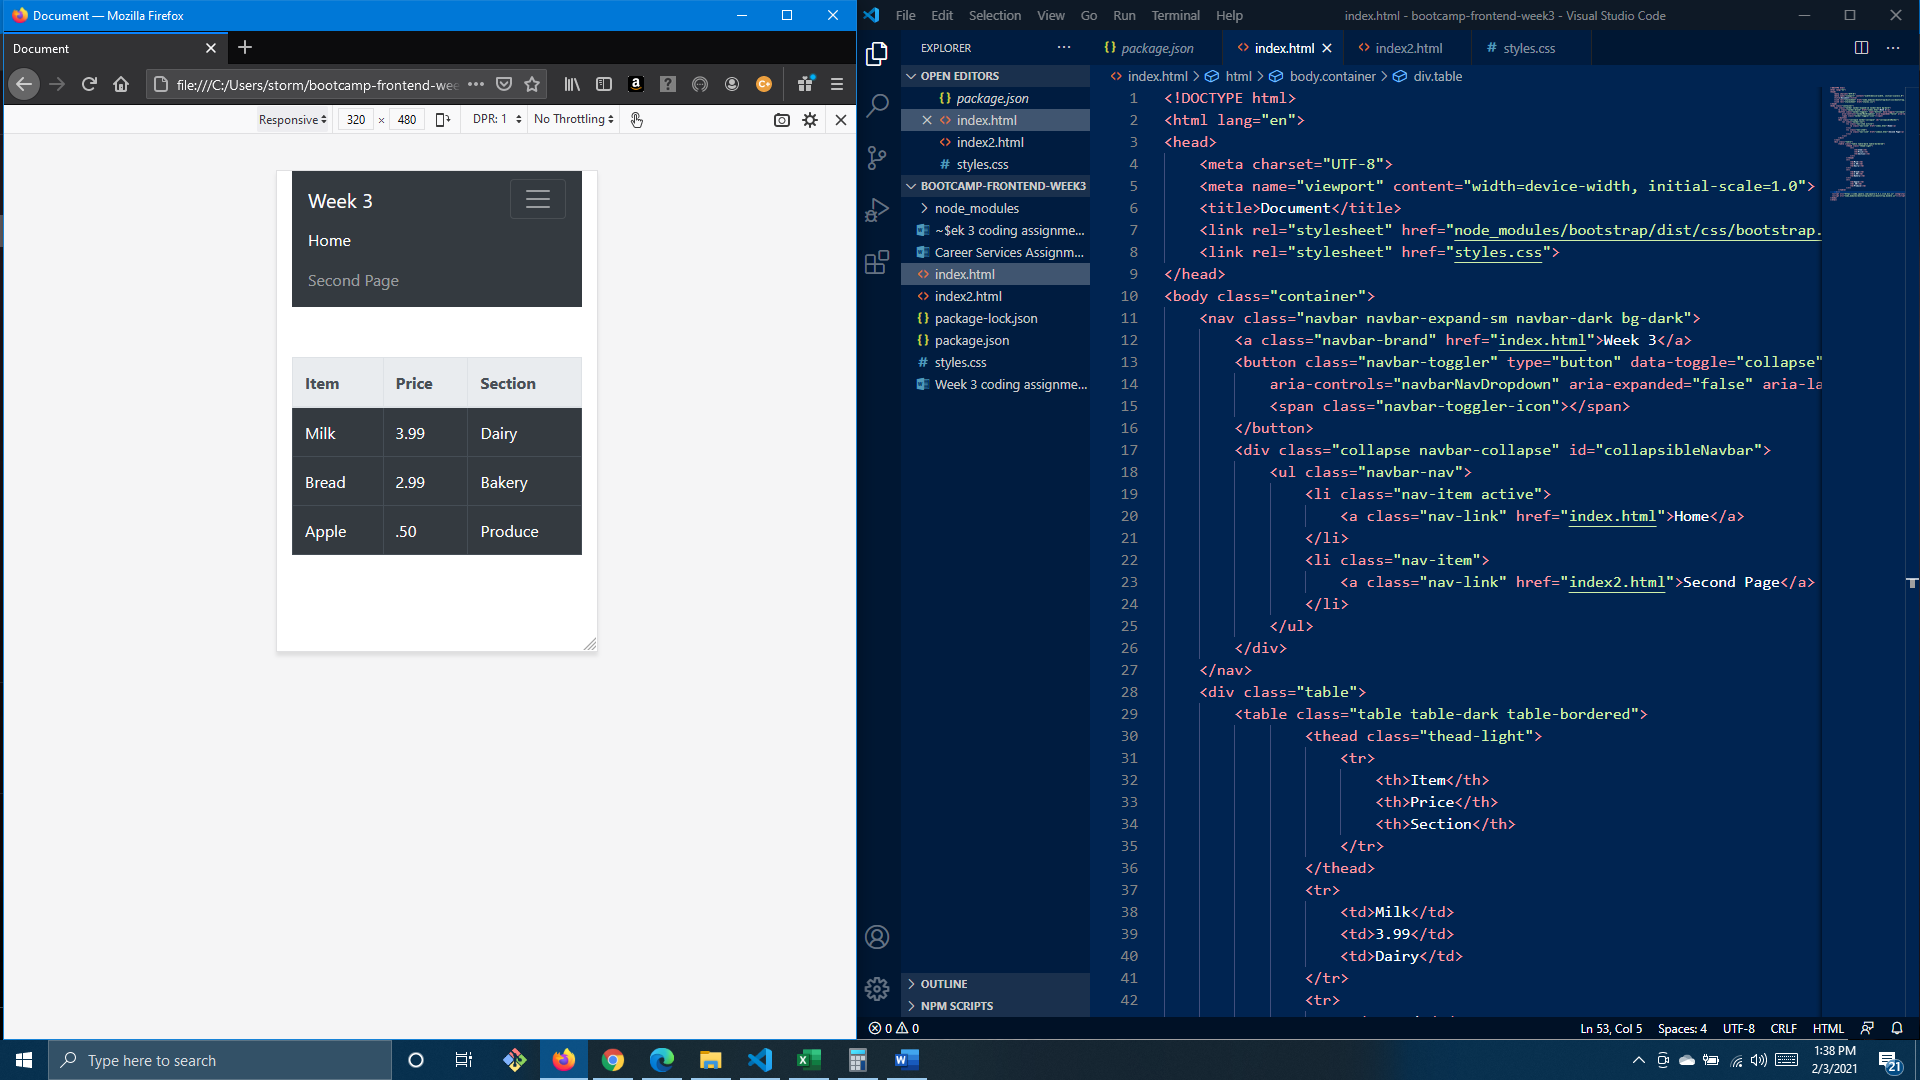 Document — Mozilla Firefox
Document
file:///C:/Users/storm/bootcamp-frontend-wee
Responsive 320 × 480 DPR: 1 No Throttling
Week 3
Home
Second Page
Item Price Section
Milk 3.99 Dairy
Bread 2.99 Bakery
Apple .50 Produce
File Edit Selection View Go Run Terminal Help
index.html - bootcamp-frontend-week3 - Visual Studio Code
EXPLORER
OPEN EDITORS
package.json
index.html
index2.html
styles.css
BOOTCAMP-FRONTEND-WEEK3
node_modules
~$ek 3 coding assignme...
Career Services Assignm...
index.html
index2.html
package-lock.json
package.json
styles.css
Week 3 coding assignme...
OUTLINE
NPM SCRIPTS
package.json index.html index2.html styles.css
index.html > html > body.container > div.table
1 <!DOCTYPE html>
2 <html lang="en">
3 <head>
4 <meta charset="UTF-8">
5 <meta name="viewport" content="width=device-width, initial-scale=1.0">
6 <title>Document</title>
7 <link rel="stylesheet" href="node_modules/bootstrap/dist/css/bootstrap.
8 <link rel="stylesheet" href="styles.css">
9 </head>
10 <body class="container">
11 <nav class="navbar navbar-expand-sm navbar-dark bg-dark">
12 <a class="navbar-brand" href="index.html">Week 3</a>
13 <button class="navbar-toggler" type="button" data-toggle="collapse"
14 aria-controls="navbarNavDropdown" aria-expanded="false" aria-la
15 <span class="navbar-toggler-icon"></span>
16 </button>
17 <div class="collapse navbar-collapse" id="collapsibleNavbar">
18 <ul class="navbar-nav">
19 <li class="nav-item active">
20 <a class="nav-link" href="index.html">Home</a>
21 </li>
22 <li class="nav-item">
23 <a class="nav-link" href="index2.html">Second Page</a>
24 </li>
25 </ul>
26 </div>
27 </nav>
28 <div class="table">
29 <table class="table table-dark table-bordered">
30 <thead class="thead-light">
31 <tr>
32 <th>Item</th>
33 <th>Price</th>
34 <th>Section</th>
35 </tr>
36 </thead>
37 <tr>
38 <td>Milk</td>
39 <td>3.99</td>
40 <td>Dairy</td>
41 </tr>
42 <tr>
0 0
Ln 53, Col 5 Spaces: 4 UTF-8 CRLF HTML
Type here to search
1:38 PM
2/3/2021
21